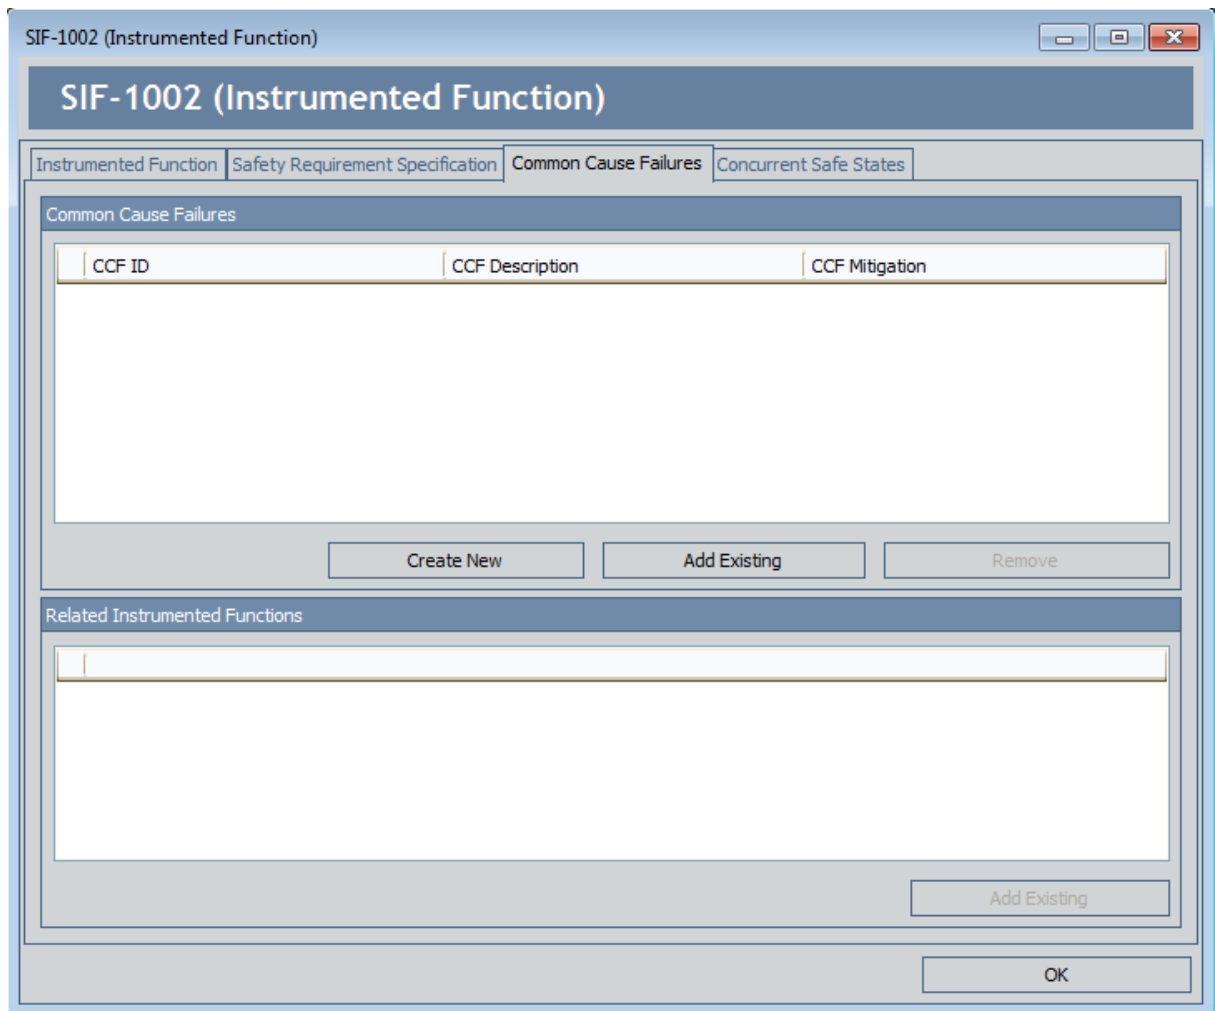 SIF-1002 (Instrumented Function)
SIF-1002 (Instrumented Function)
Instrumented Function Safety Requirement Specification Common Cause Failures Concurrent Safe States
Common Cause Failures
CCF ID CCF Description CCF Mitigation
Create New Add Existing Remove
Related Instrumented Functions
Add Existing
OK